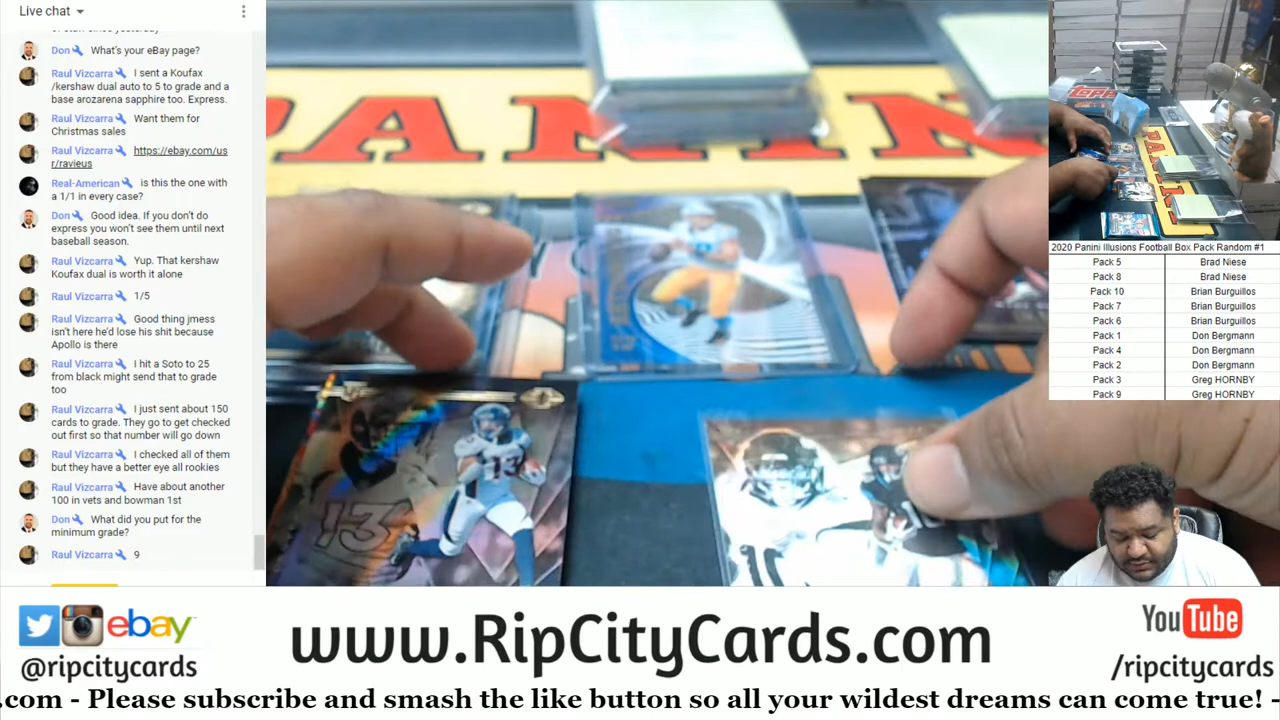 Live chat
Don What's your eBay page?
Raul Vizcarra I sent a Koufax
/kershaw dual auto to 5 to grade and a
base arozarena sapphire too. Express.
Raul Vizcarra Want them for
Christmas sales
Raul Vizcarra https://ebay.com/us
r/ravieus
Real-American is this the one with
a 1/1 in every case?
Don Good idea. If you don't do
express you won't see them until next
baseball season.
Raul Vizcarra Yup. That kershaw
Koufax dual is worth it alone
Raul Vizcarra 1/5
Raul Vizcarra Good thing jmess
isn't here he'd lose his shit because
Apollo is there
Raul Vizcarra I hit a Soto to 25
from black might send that to grade
too
Raul Vizcarra I just sent about 150
cards to grade. They go to get checked
out first so that number will go down
Raul Vizcarra I checked all of them
but they have a better eye all rookies
Raul Vizcarra Have about another
100 in vets and bowman 1st
Don What did you put for the
minimum grade?
Raul Vizcarra 9
PANINI
13
13
TOPPS
PANINI
2020 Panini Illusions Football Box Pack Random #1
Pack 5 Brad Niese
Pack 8 Brad Niese
Pack 10 Brian Burguillos
Pack 7 Brian Burguillos
Pack 6 Brian Burguillos
Pack 1 Don Bergmann
Pack 4 Don Bergmann
Pack 2 Don Bergmann
Pack 3 Greg HORNBY
Pack 9 Greg HORNBY
ebay
@ripcitycards
www.RipCityCards.com
YouTube
/ripcitycards
.com - Please subscribe and smash the like button so all your wildest dreams can come true! -